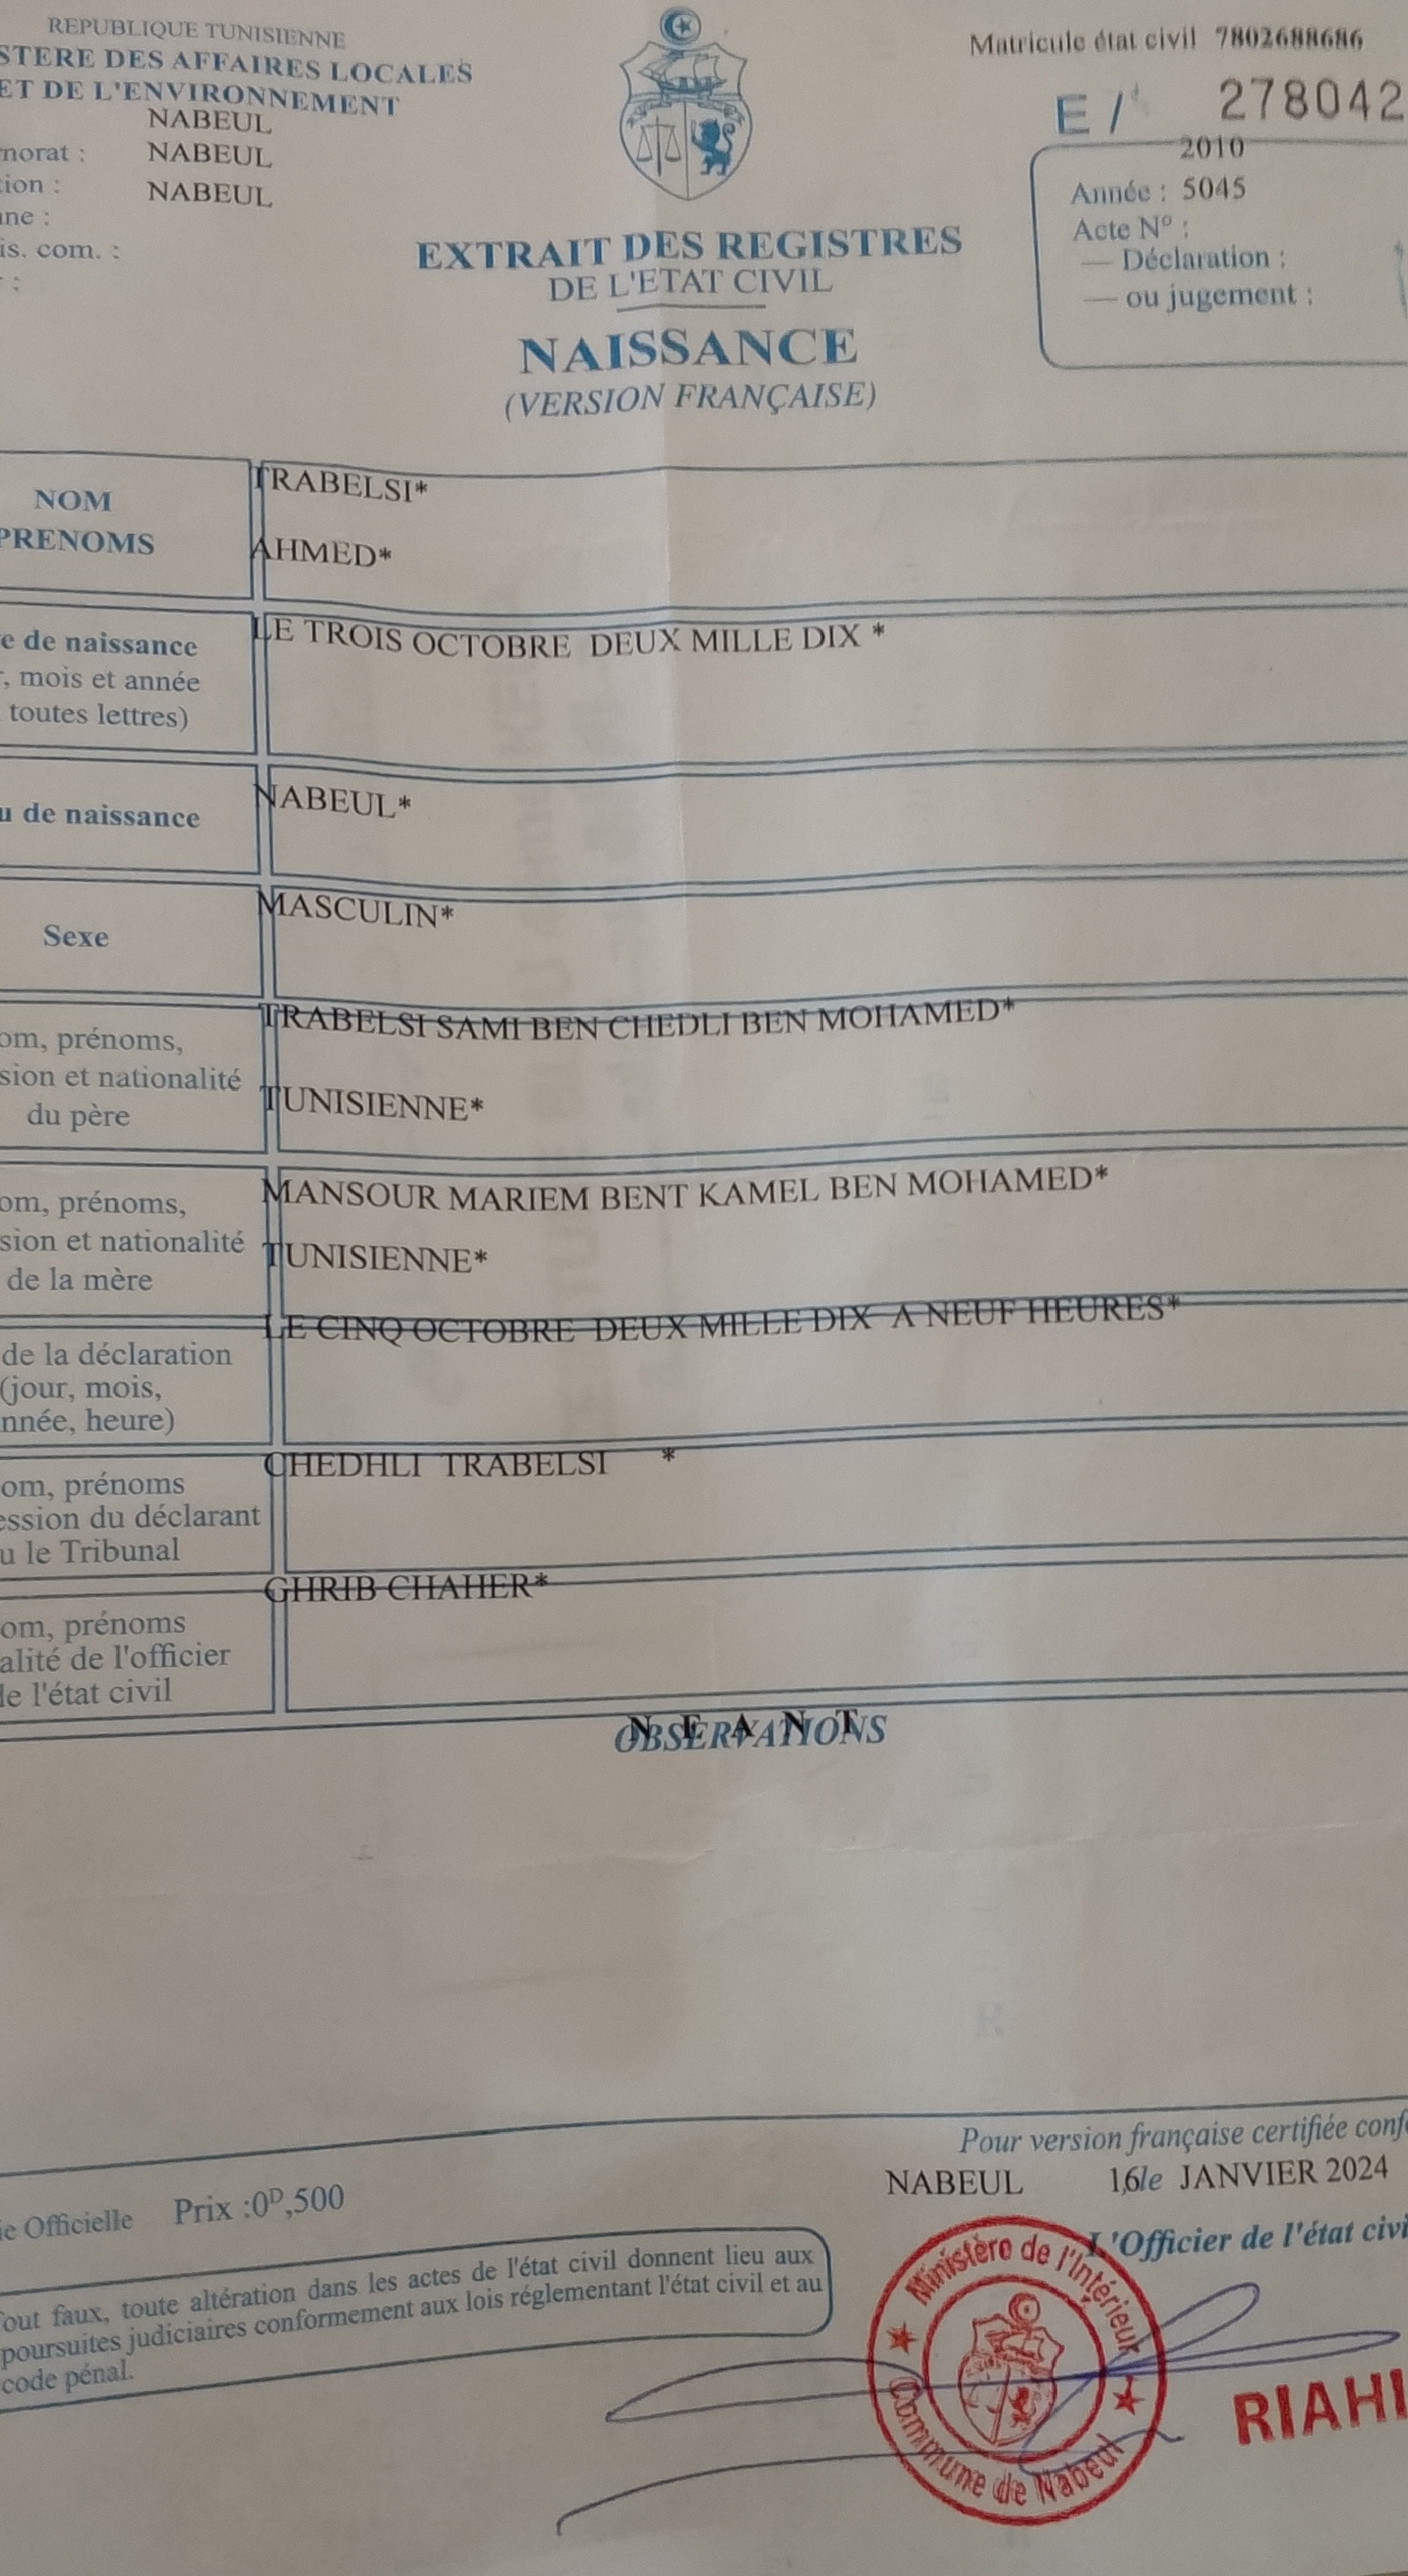 REPUBLIQUE TUNISIENNE
STERE DES AFFAIRES LOCALES
ET DE L'ENVIRONNEMENT
NABEUL
norat : NABEUL
tion : NABEUL
ne :
is. com. :
:
Matricule état civil 7802688686
E / 278042
2010
Année : 5045
Acte Nº :
— Déclaration :
— ou jugement :
EXTRAIT DES REGISTRES
DE L'ETAT CIVIL
NAISSANCE
(VERSION FRANÇAISE)
NOM
PRENOMS
TRABELSI*
AHMED*
e de naissance
, mois et année
toutes lettres)
LE TROIS OCTOBRE DEUX MILLE DIX *
u de naissance
NABEUL*
Sexe
MASCULIN*
om, prénoms,
sion et nationalité
du père
TRABELSI SAMI BEN CHEDLI BEN MOHAMED*
TUNISIENNE*
om, prénoms,
sion et nationalité
de la mère
MANSOUR MARIEM BENT KAMEL BEN MOHAMED*
TUNISIENNE*
de la déclaration
(jour, mois,
nnée, heure)
LE CINQ OCTOBRE DEUX MILLE DIX A NEUF HEURES*
om, prénoms
ession du déclarant
u le Tribunal
CHEDHLI TRABELSI *
om, prénoms
alité de l'officier
de l'état civil
GHRIB CHAHER*
OBSERVATIONS
N E A N T
Pour version française certifiée conf
NABEUL 16 le JANVIER 2024
L'Officier de l'état civi
ie Officielle Prix :0D,500
Tout faux, toute altération dans les actes de l'état civil donnent lieu aux
poursuites judiciaires conformement aux lois réglementant l'état civil et au
code pénal.
Ministère de l'Intérieur
Commune de Nabeul
RIAHI